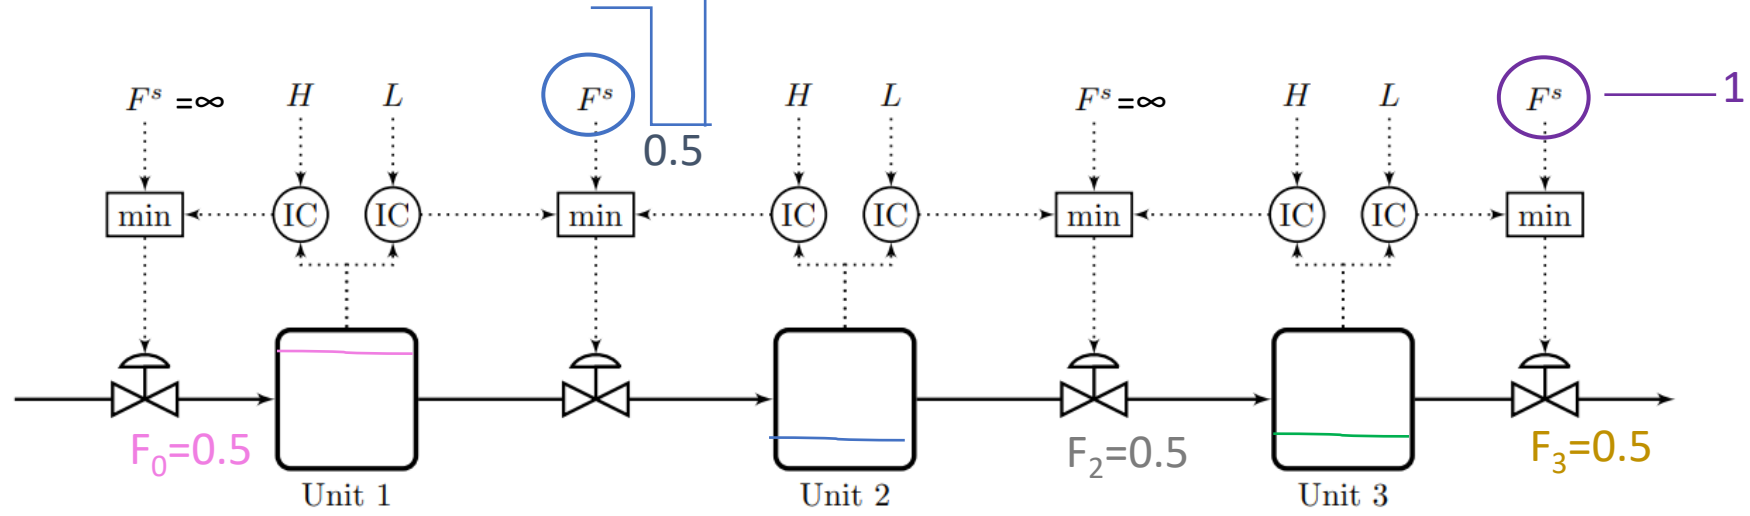 Fˢ =∞ H L Fˢ H L Fˢ =∞ H L Fˢ 1
0.5
min IC IC min IC IC min IC IC min
F₀=0.5 F₂=0.5 F₃=0.5
Unit 1 Unit 2 Unit 3